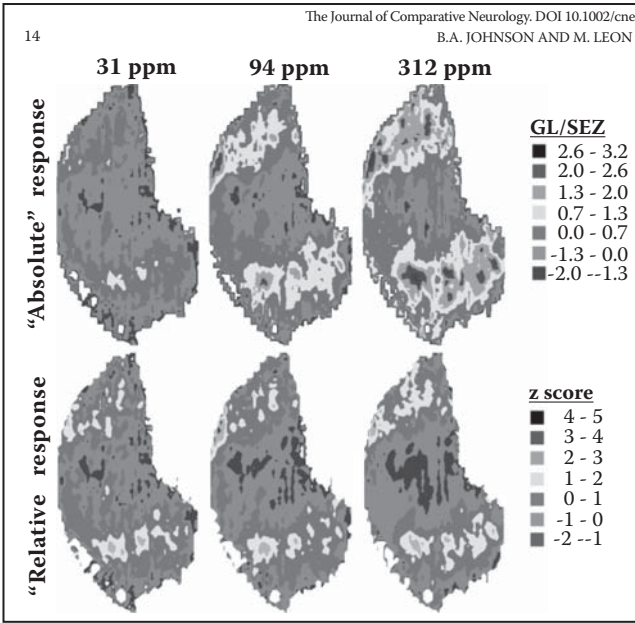 The Journal of Comparative Neurology. DOI 10.1002/cne
14
B.A. JOHNSON AND M. LEON
31 ppm 94 ppm 312 ppm
"Absolute" response
GL/SEZ
2.6 - 3.2
2.0 - 2.6
1.3 - 2.0
0.7 - 1.3
0.0 - 0.7
-1.3 - 0.0
-2.0 --1.3
"Relative response
z score
4 - 5
3 - 4
2 - 3
1 - 2
0 - 1
-1 - 0
-2 --1